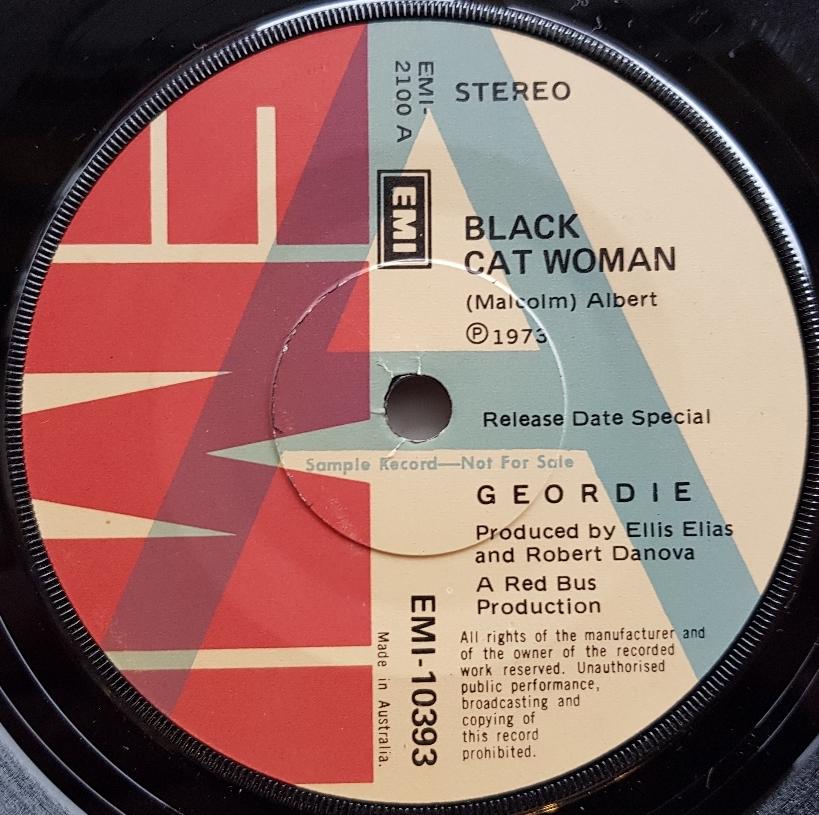 EMI-
2100 A
STEREO
EMI
BLACK
CAT WOMAN
(Malcolm) Albert
Ⓟ1973
Release Date Special
Sample Record—Not For Sale
GEORDIE
Produced by Ellis Elias
and Robert Danova
A Red Bus
Production
EMI-10393
Made in Australia.
All rights of the manufacturer and
of the owner of the recorded
work reserved. Unauthorised
public performance,
broadcasting and
copying of
this record
prohibited.
EMI
A